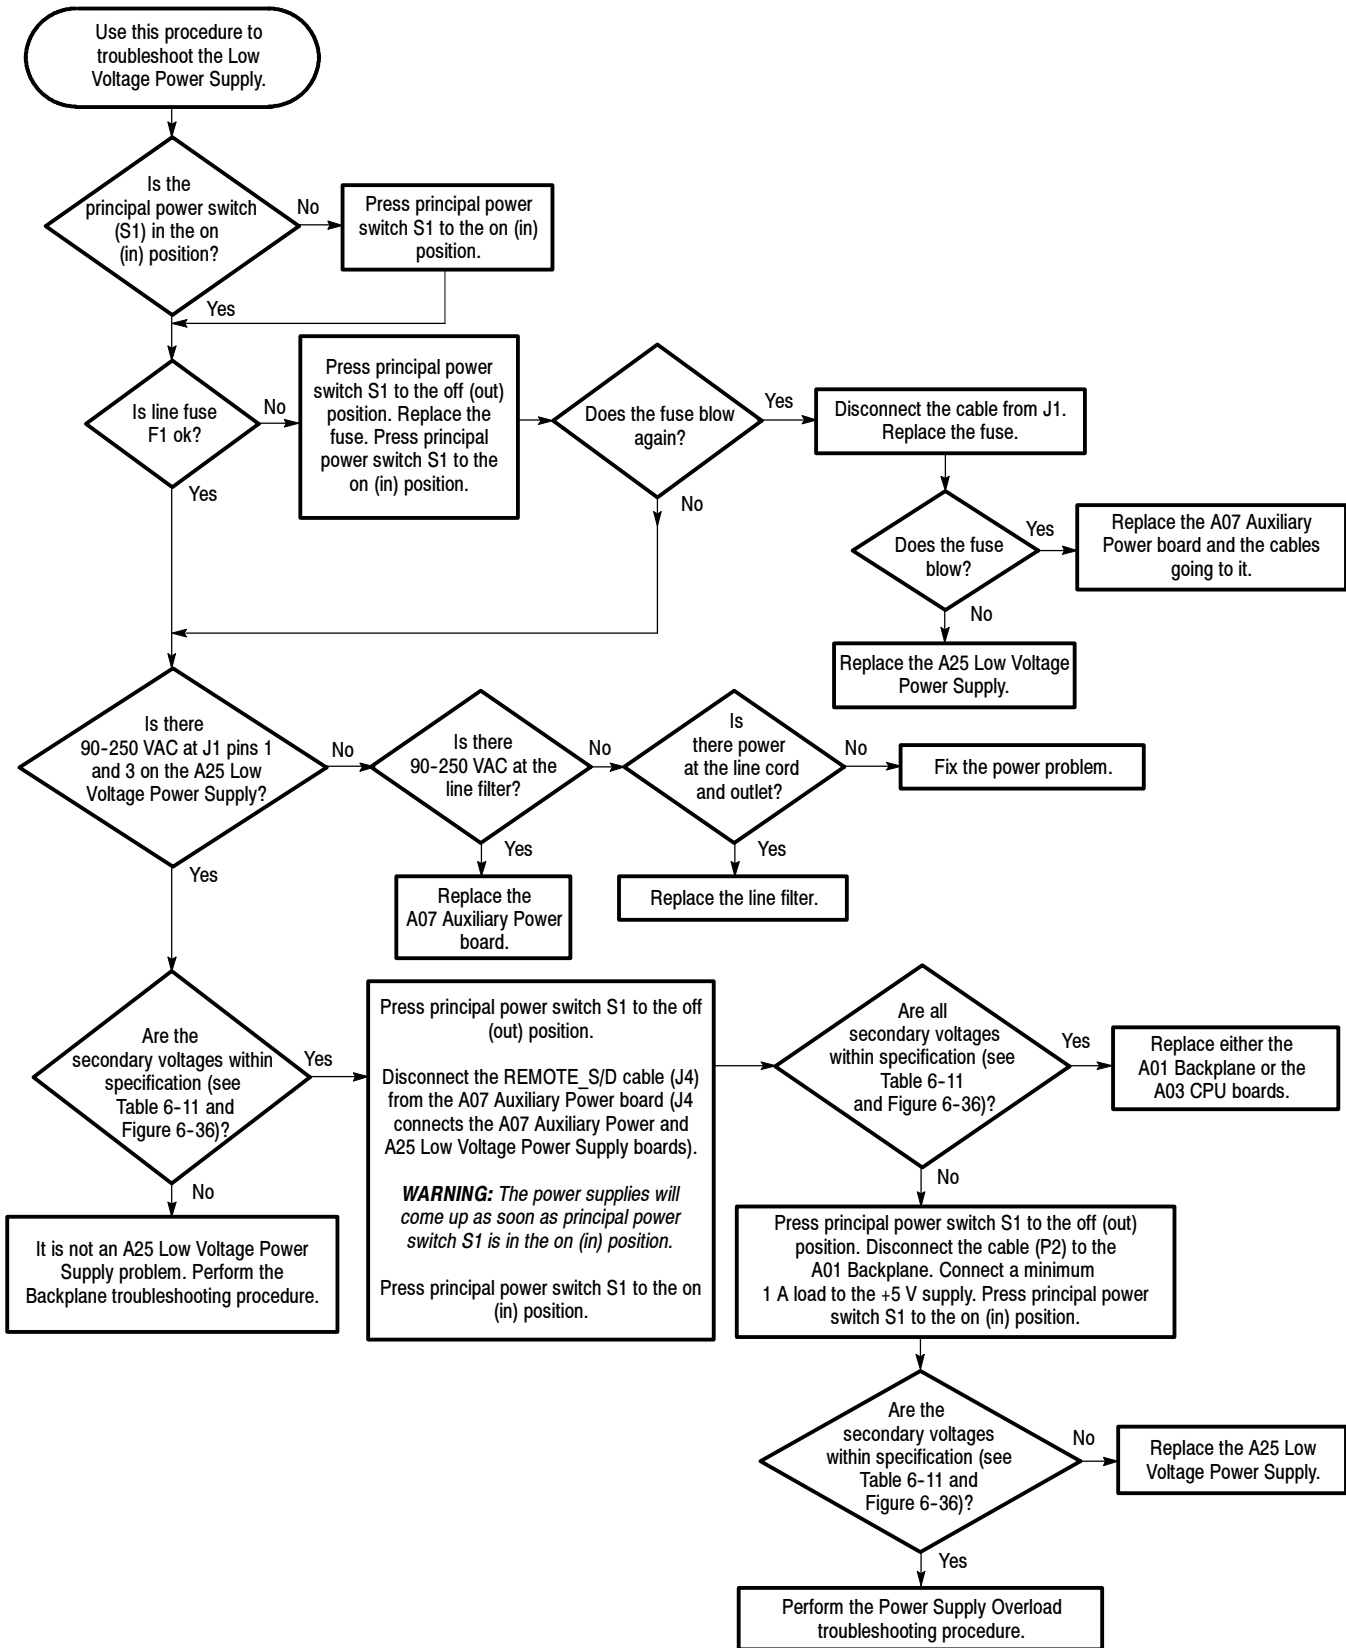 Use this procedure to
troubleshoot the Low
Voltage Power Supply.
Is the
principal power switch
(S1) in the on
(in) position?
No
Press principal power
switch S1 to the on (in)
position.
Yes
Is line fuse
F1 ok?
No
Press principal power
switch S1 to the off (out)
position. Replace the
fuse. Press principal
power switch S1 to the
on (in) position.
Does the fuse blow
again?
Yes
Disconnect the cable from J1.
Replace the fuse.
Yes
No
Does the fuse
blow?
Yes
Replace the A07 Auxiliary
Power board and the cables
going to it.
No
Replace the A25 Low Voltage
Power Supply.
Is there
90-250 VAC at J1 pins 1
and 3 on the A25 Low
Voltage Power Supply?
No
Is there
90-250 VAC at the
line filter?
No
Is
there power
at the line cord
and outlet?
No
Fix the power problem.
Yes
Yes
Yes
Replace the
A07 Auxiliary Power
board.
Replace the line filter.
Are the
secondary voltages within
specification (see
Table 6-11 and
Figure 6-36)?
Yes
Press principal power switch S1 to the off
(out) position.
Disconnect the REMOTE_S/D cable (J4)
from the A07 Auxiliary Power board (J4
connects the A07 Auxiliary Power and
A25 Low Voltage Power Supply boards).
WARNING: The power supplies will
come up as soon as principal power
switch S1 is in the on (in) position.
Press principal power switch S1 to the on
(in) position.
Are all
secondary voltages
within specification (see
Table 6-11
and Figure 6-36)?
Yes
Replace either the
A01 Backplane or the
A03 CPU boards.
No
It is not an A25 Low Voltage Power
Supply problem. Perform the
Backplane troubleshooting procedure.
No
Press principal power switch S1 to the off (out)
position. Disconnect the cable (P2) to the
A01 Backplane. Connect a minimum
1 A load to the +5 V supply. Press principal power
switch S1 to the on (in) position.
Are the
secondary voltages
within specification (see
Table 6-11 and
Figure 6-36)?
No
Replace the A25 Low
Voltage Power Supply.
Yes
Perform the Power Supply Overload
troubleshooting procedure.